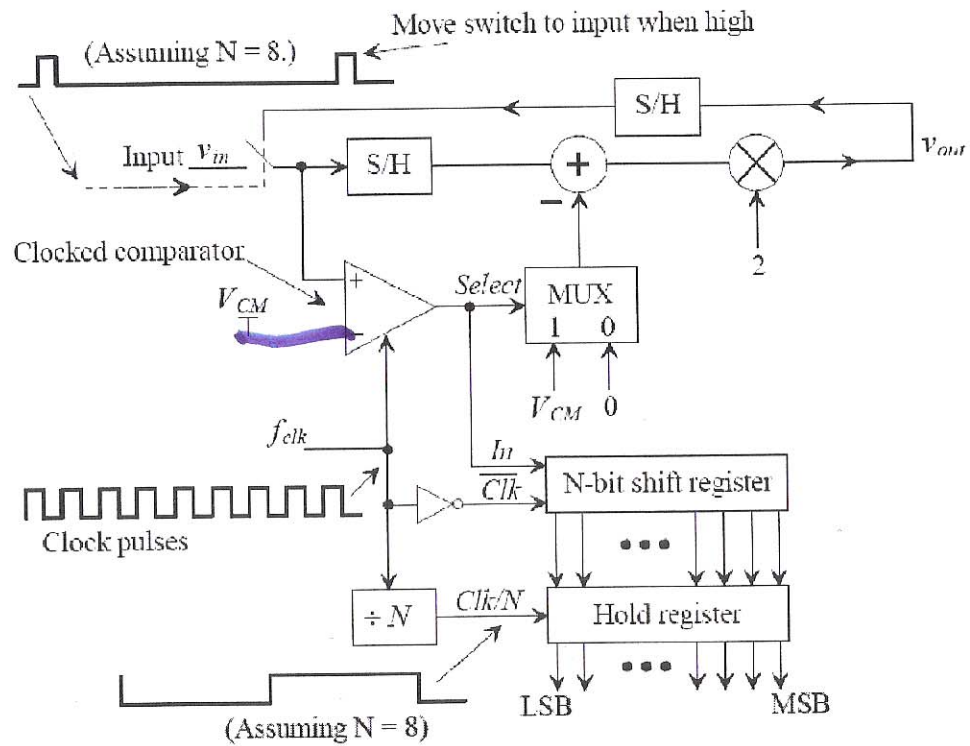 Move switch to input when high
(Assuming N = 8.)
S/H
Input v_in
S/H
+
v_out
−
2
Clocked comparator
V_CM
+
−
Select
MUX
1 0
V_CM 0
f_clk
In
C̅l̅k̅
N-bit shift register
Clock pulses
÷ N
Clk/N
Hold register
LSB
MSB
(Assuming N = 8)